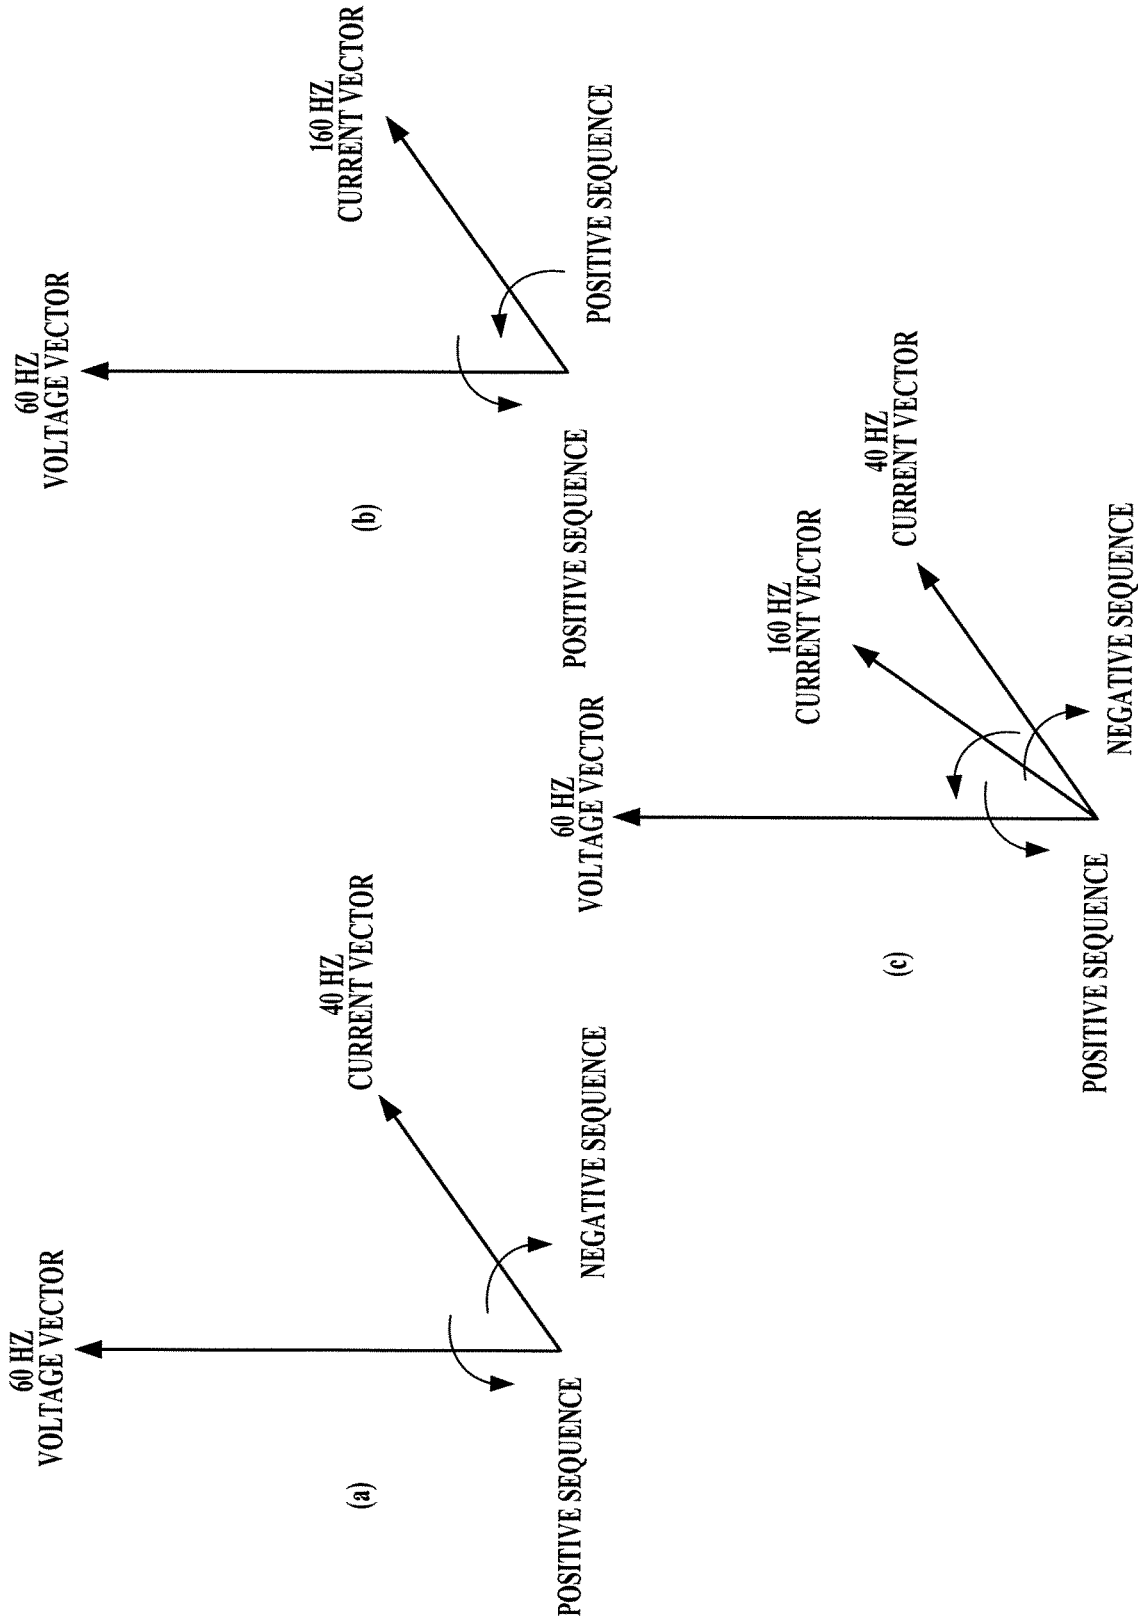 60 HZ
VOLTAGE VECTOR
40 HZ
CURRENT VECTOR
(a)
POSITIVE SEQUENCE
NEGATIVE SEQUENCE
60 HZ
VOLTAGE VECTOR
160 HZ
CURRENT VECTOR
(b)
POSITIVE SEQUENCE
POSITIVE SEQUENCE
60 HZ
VOLTAGE VECTOR
160 HZ
CURRENT VECTOR
40 HZ
CURRENT VECTOR
(c)
POSITIVE SEQUENCE
NEGATIVE SEQUENCE